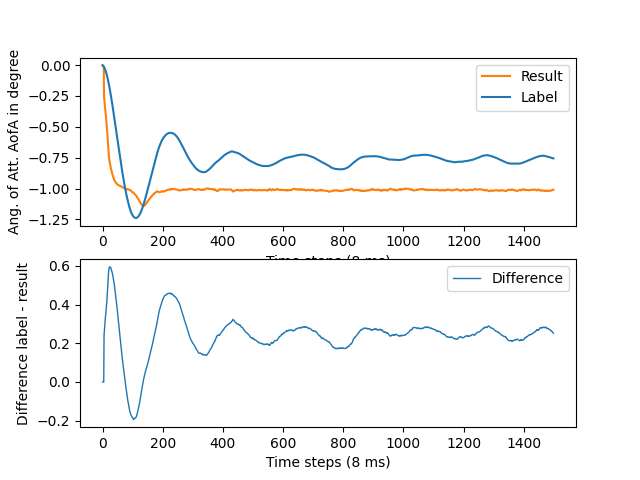 Ang. of Att. AofA in degree
0.00
−0.25
−0.50
−0.75
−1.00
−1.25
Result
Label
0 200 400 600 800 1000 1200 1400
Time steps (8 ms)
Difference label - result
0.6
0.4
0.2
0.0
−0.2
Difference
0 200 400 600 800 1000 1200 1400
Time steps (8 ms)